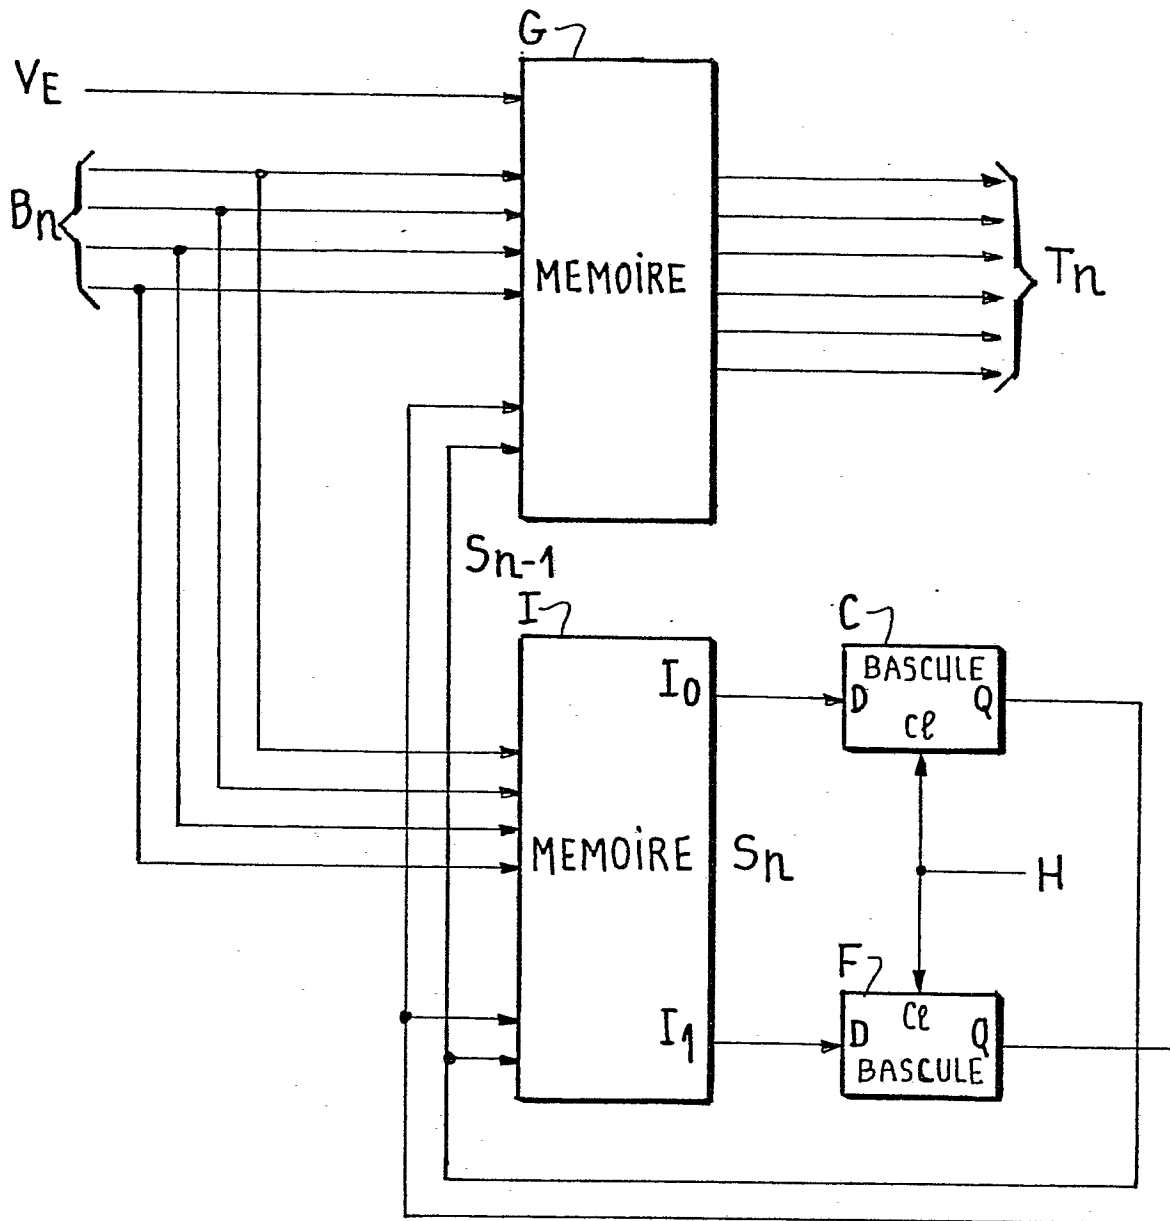 G
VE
Bn
MEMOiRE
Tn
Sn-1
I
C
I0
BASCULE
D Q
Cℓ
MEMOiRE
Sn
H
F
I1
Cℓ
D Q
BASCULE